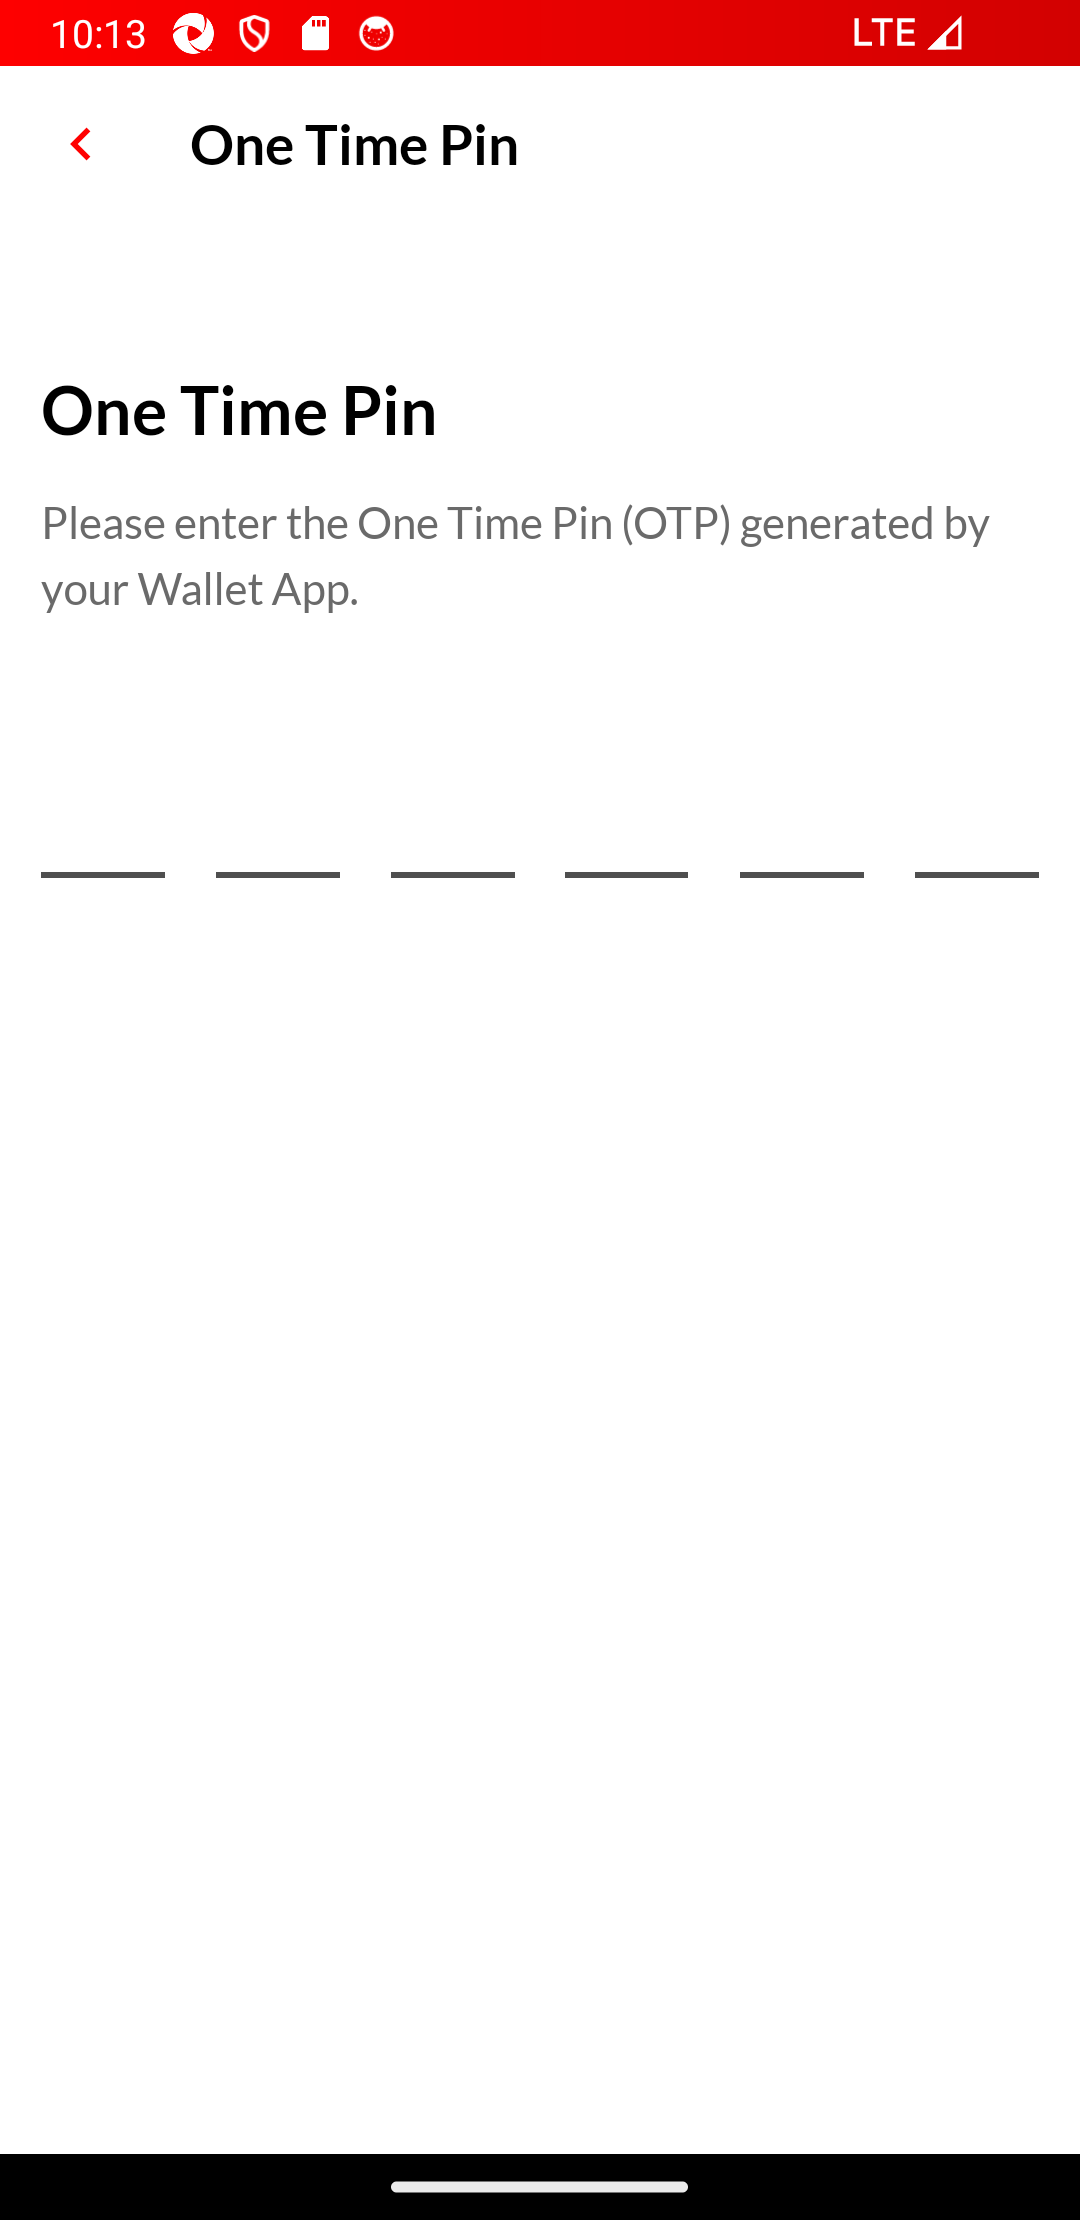 10:13
LTE
One Time Pin
One Time Pin
Please enter the One Time Pin (OTP) generated by
your Wallet App.